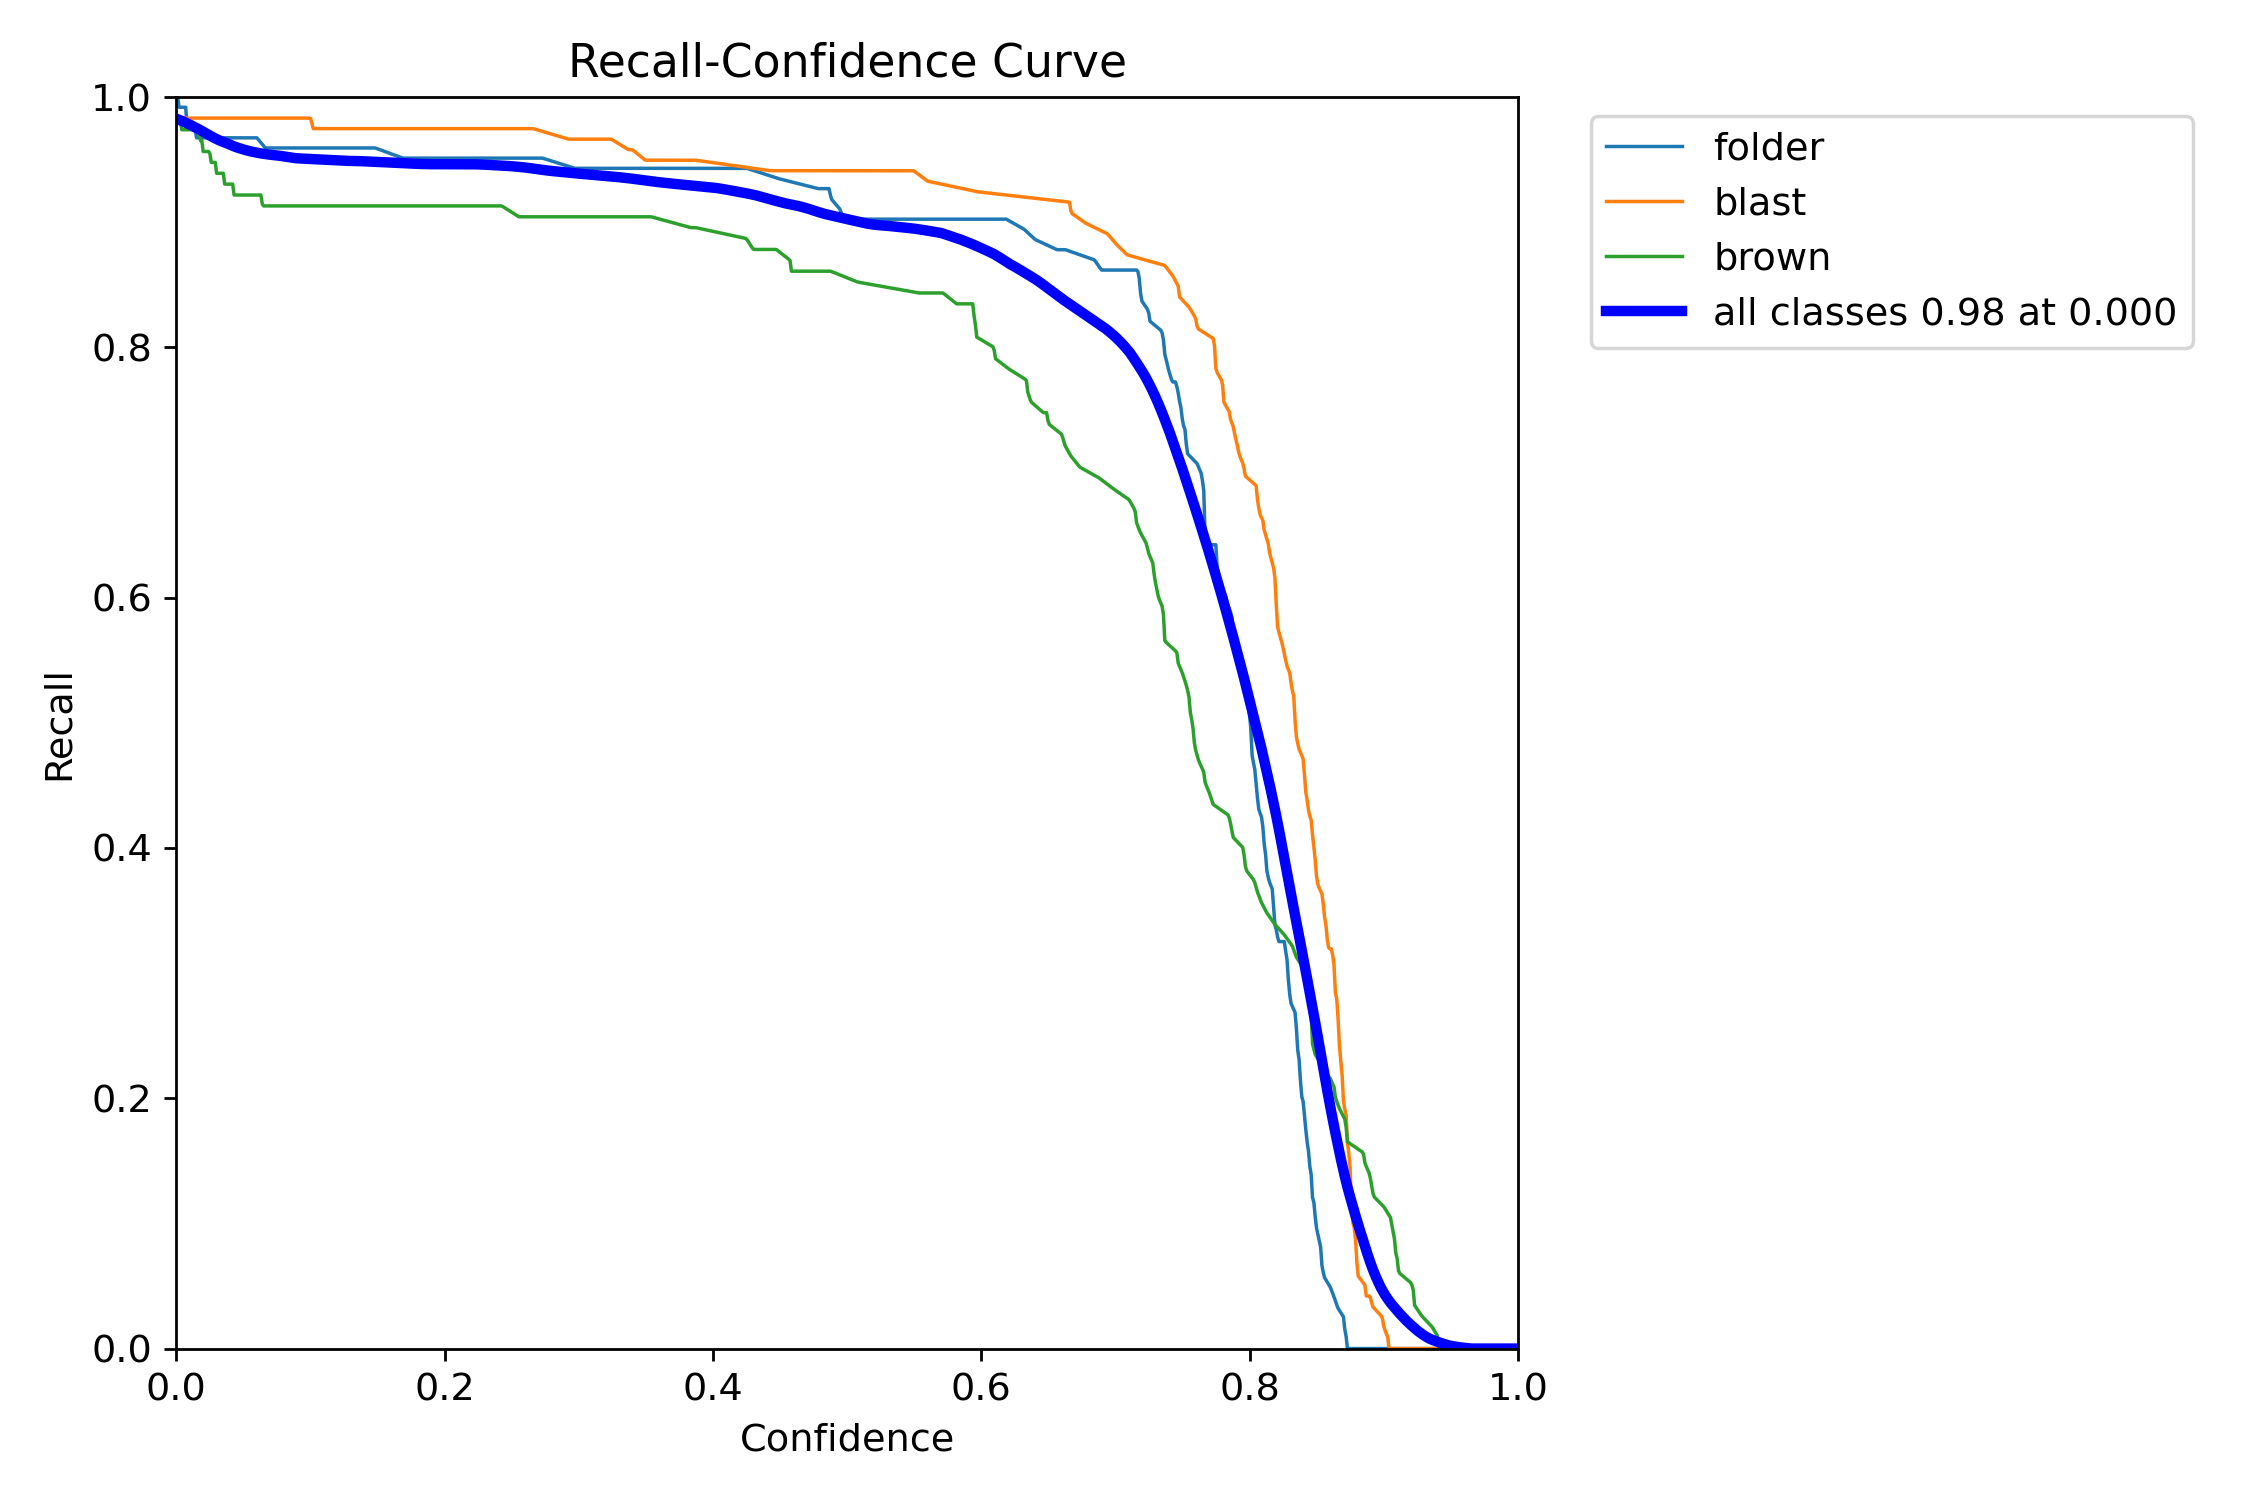 Recall-Confidence Curve
folder
blast
brown
all classes 0.98 at 0.000
1.0
0.8
0.6
0.4
0.2
0.0
Recall
0.0 0.2 0.4 0.6 0.8 1.0
Confidence